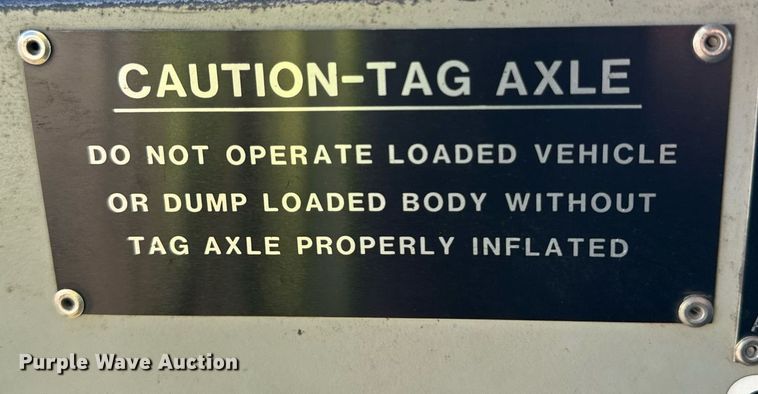 CAUTION-TAG AXLE
DO NOT OPERATE LOADED VEHICLE
OR DUMP LOADED BODY WITHOUT
TAG AXLE PROPERLY INFLATED
Purple Wave Auction